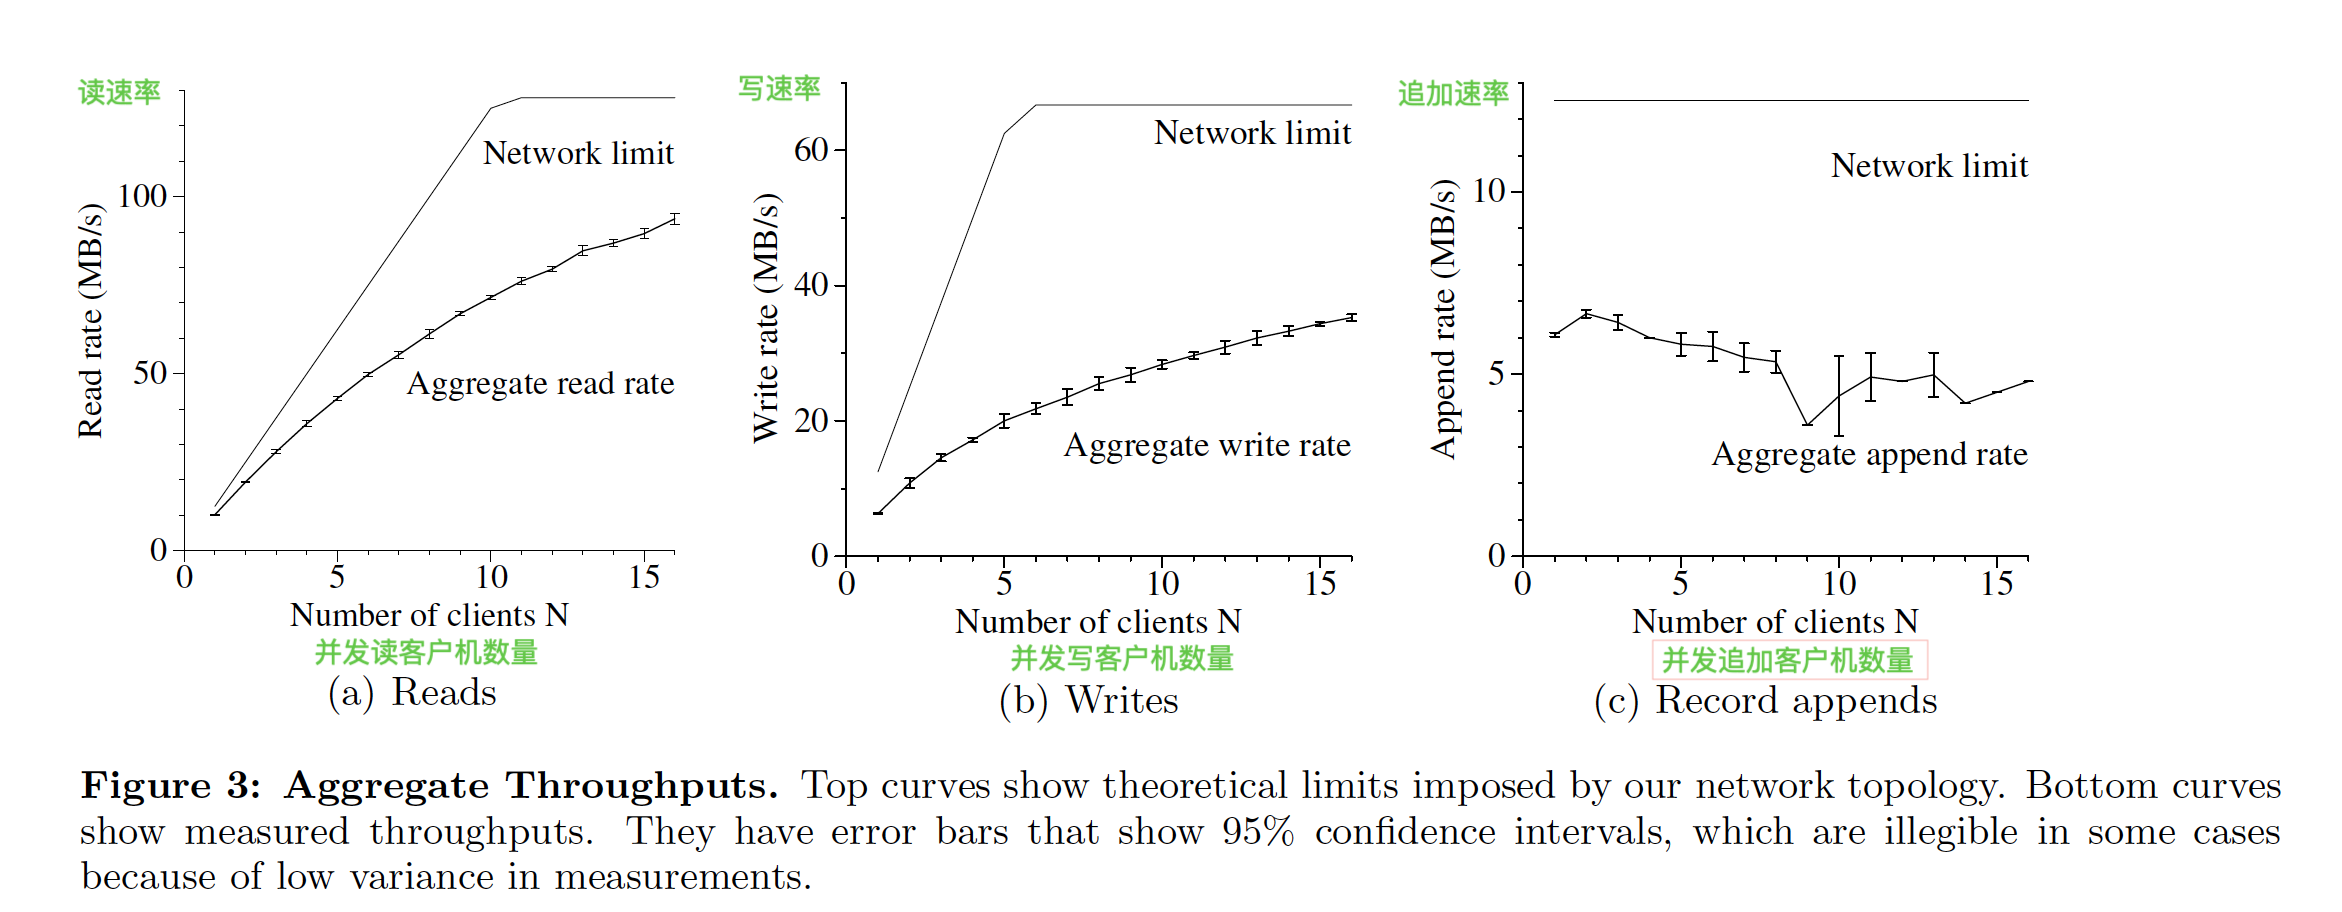 读速率
Read rate (MB/s)
100
50
0
0 5 10 15
Network limit
Aggregate read rate
Number of clients N
并发读客户机数量
(a) Reads
写速率
Write rate (MB/s)
60
40
20
0
0 5 10 15
Network limit
Aggregate write rate
Number of clients N
并发写客户机数量
(b) Writes
追加速率
Append rate (MB/s)
10
5
0
0 5 10 15
Network limit
Aggregate append rate
Number of clients N
并发追加客户机数量
(c) Record appends
Figure 3: Aggregate Throughputs. Top curves show theoretical limits imposed by our network topology. Bottom curves
show measured throughputs. They have error bars that show 95% confidence intervals, which are illegible in some cases
because of low variance in measurements.